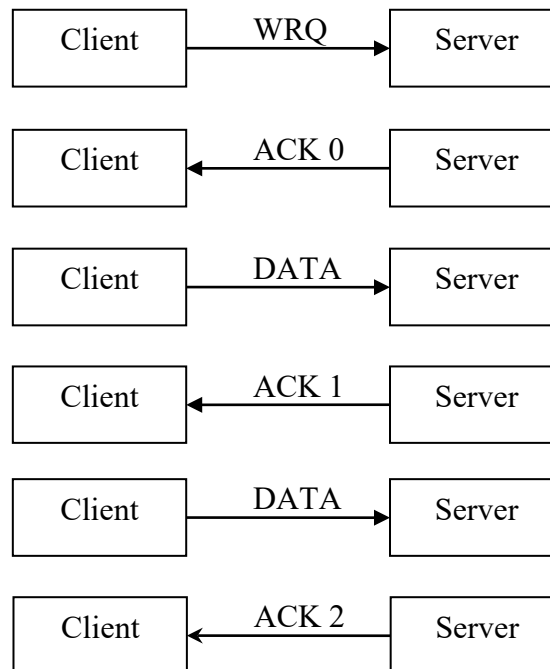 Client WRQ Server
Client ACK 0 Server
Client DATA Server
Client ACK 1 Server
Client DATA Server
Client ACK 2 Server